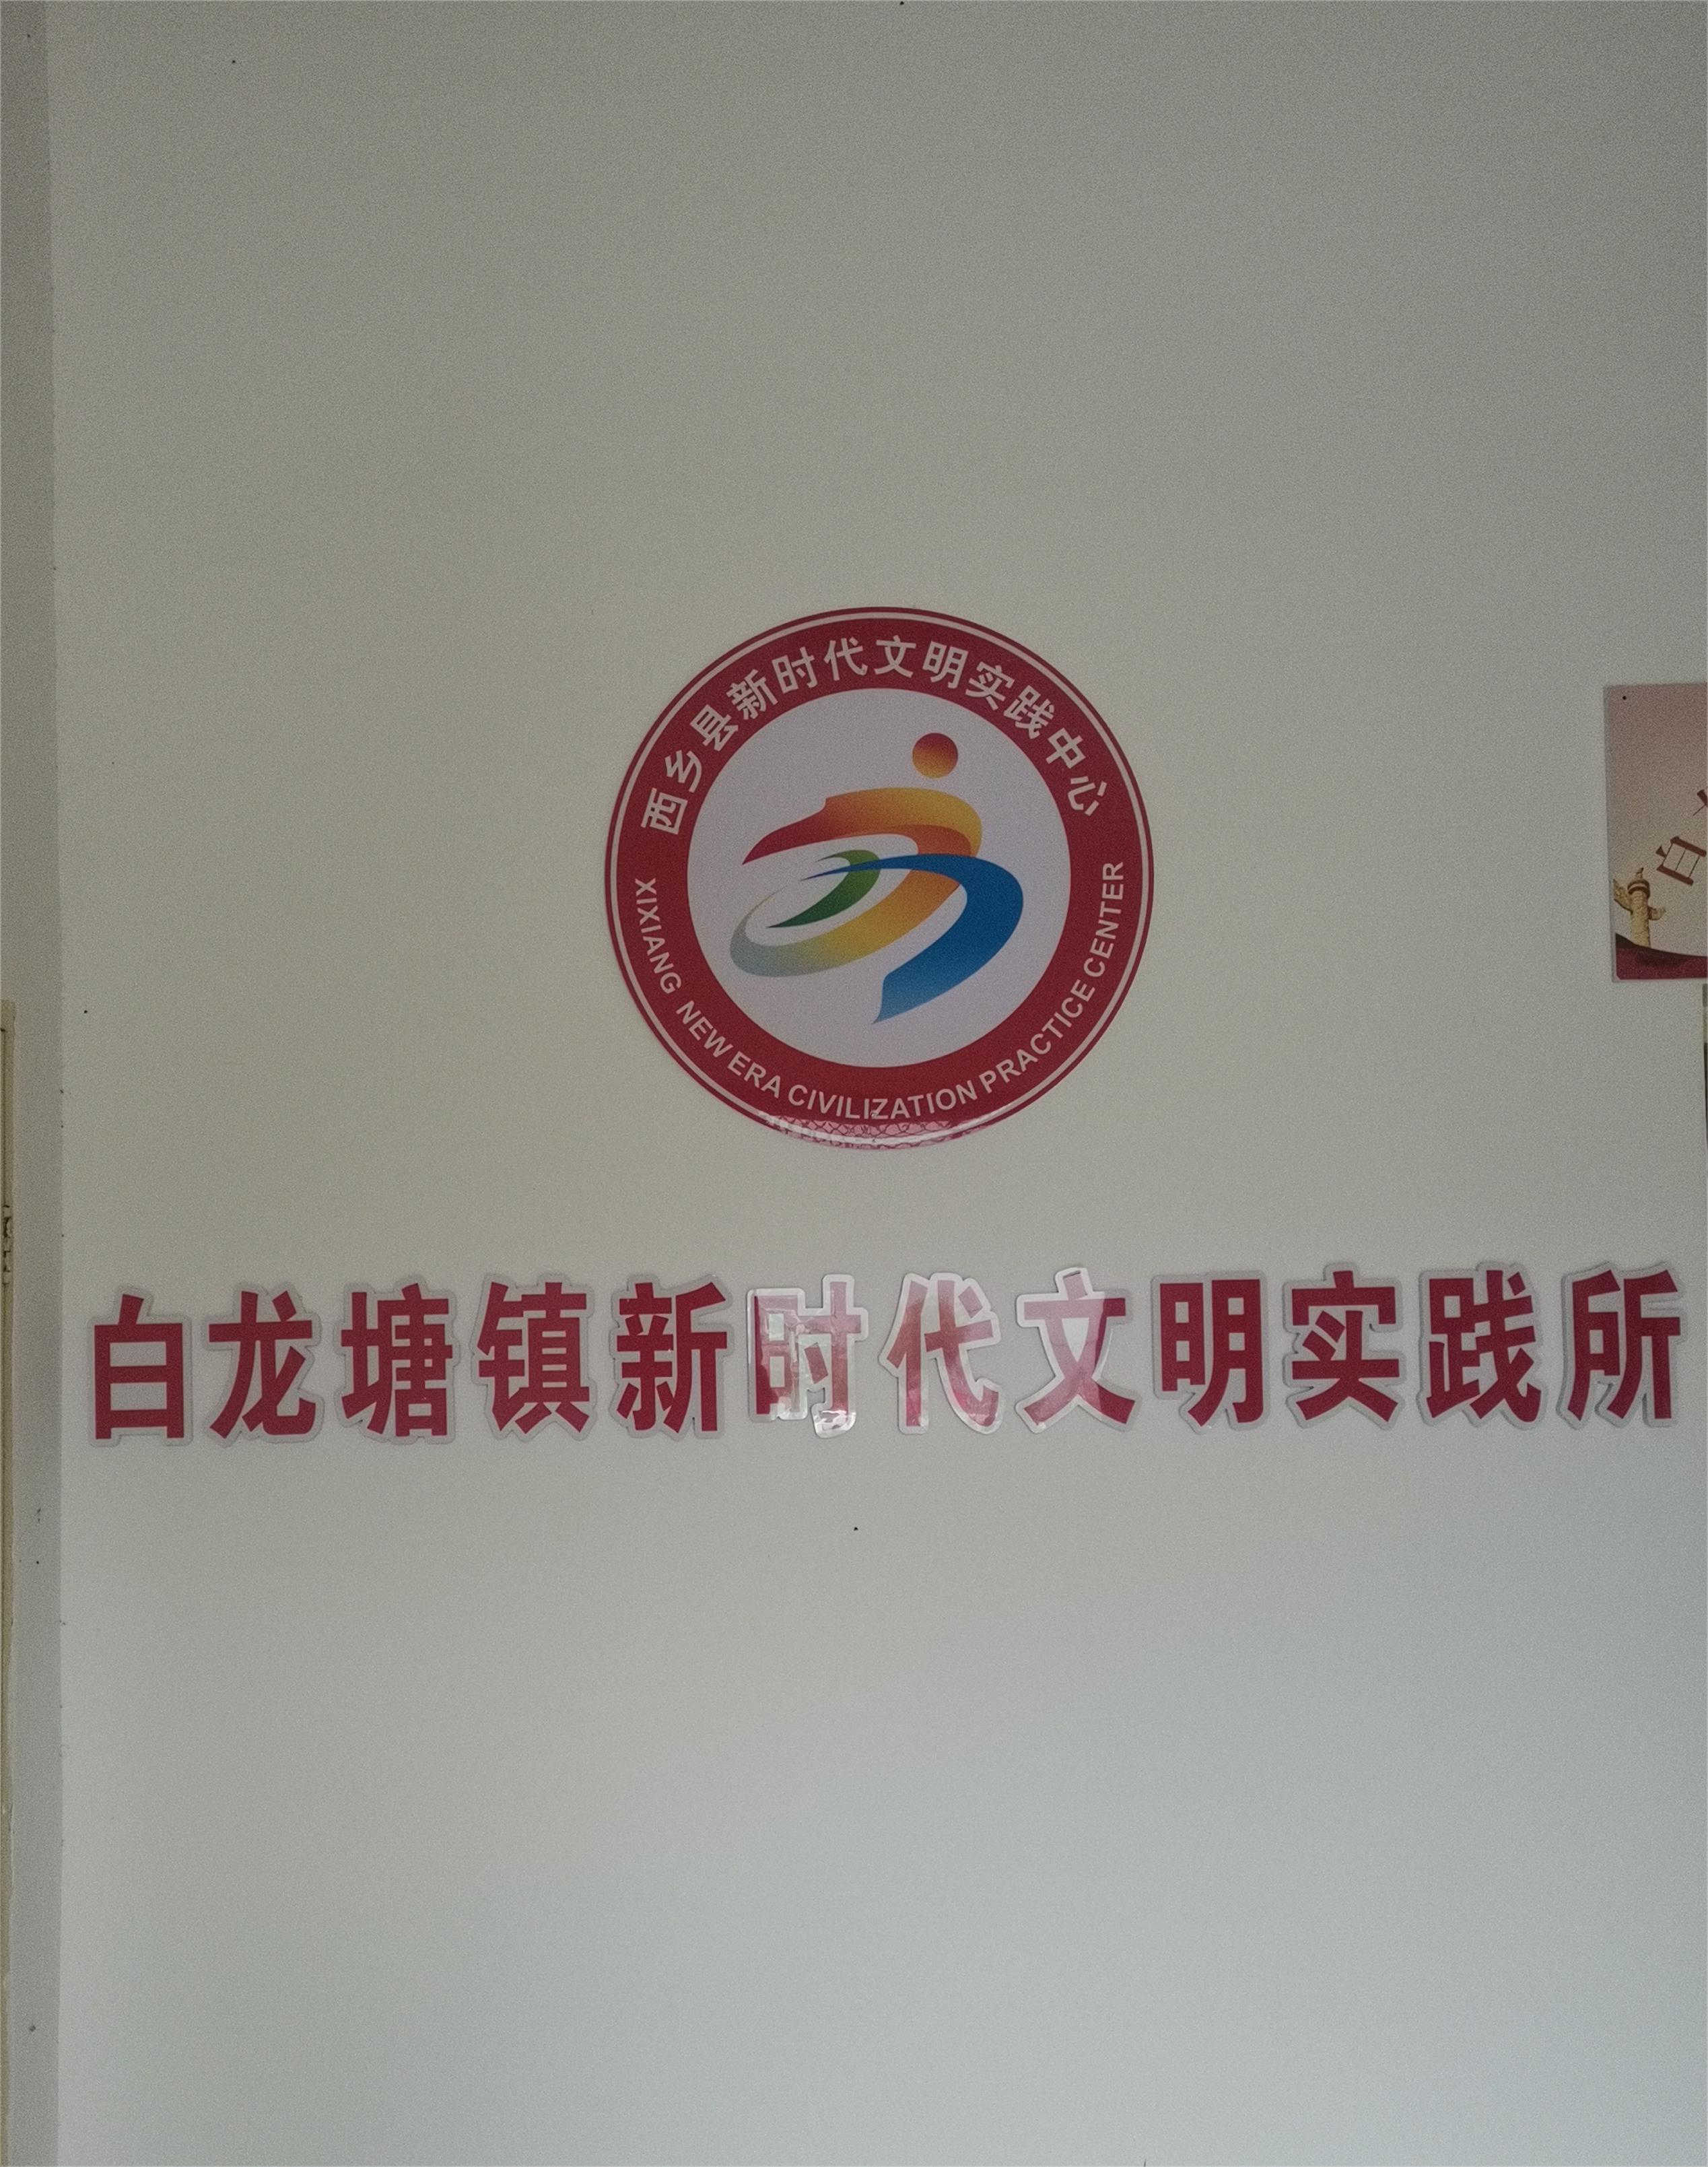 西乡县新时代文明实践中心
XIXIANG NEW ERA CIVILIZATION PRACTICE CENTER
白龙塘镇新时代文明实践所
白